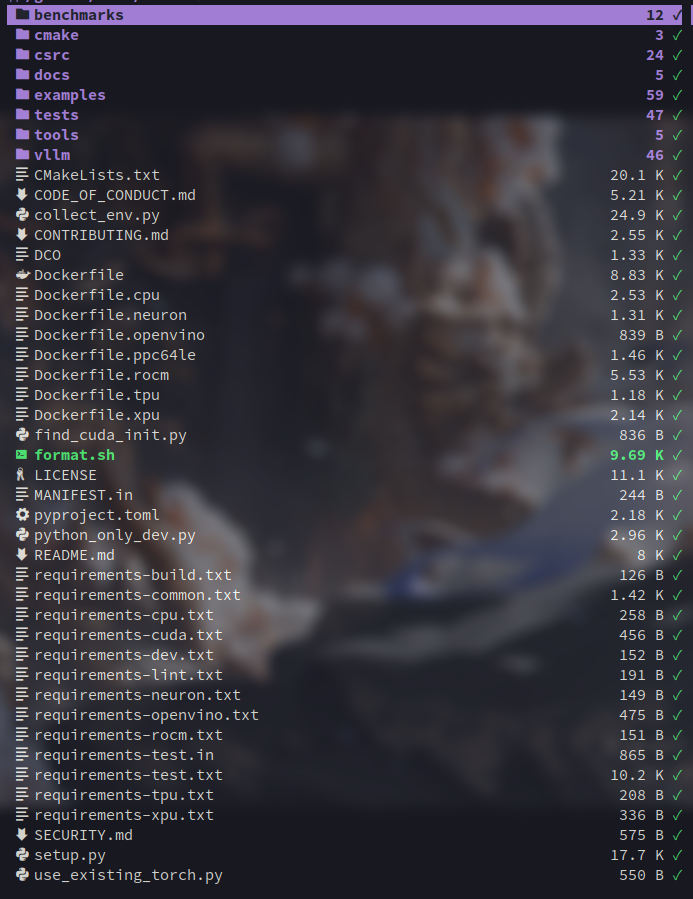 benchmarks 12 ✓
cmake 3 ✓
csrc 24 ✓
docs 5 ✓
examples 59 ✓
tests 47 ✓
tools 5 ✓
vllm 46 ✓
CMakeLists.txt 20.1 K ✓
CODE_OF_CONDUCT.md 5.21 K ✓
collect_env.py 24.9 K ✓
CONTRIBUTING.md 2.55 K ✓
DCO 1.33 K ✓
Dockerfile 8.83 K ✓
Dockerfile.cpu 2.53 K ✓
Dockerfile.neuron 1.31 K ✓
Dockerfile.openvino 839 B ✓
Dockerfile.ppc64le 1.46 K ✓
Dockerfile.rocm 5.53 K ✓
Dockerfile.tpu 1.18 K ✓
Dockerfile.xpu 2.14 K ✓
find_cuda_init.py 836 B ✓
format.sh 9.69 K ✓
LICENSE 11.1 K ✓
MANIFEST.in 244 B ✓
pyproject.toml 2.18 K ✓
python_only_dev.py 2.96 K ✓
README.md 8 K ✓
requirements-build.txt 126 B ✓
requirements-common.txt 1.42 K ✓
requirements-cpu.txt 258 B ✓
requirements-cuda.txt 456 B ✓
requirements-dev.txt 152 B ✓
requirements-lint.txt 191 B ✓
requirements-neuron.txt 149 B ✓
requirements-openvino.txt 475 B ✓
requirements-rocm.txt 151 B ✓
requirements-test.in 865 B ✓
requirements-test.txt 10.2 K ✓
requirements-tpu.txt 208 B ✓
requirements-xpu.txt 336 B ✓
SECURITY.md 575 B ✓
setup.py 17.7 K ✓
use_existing_torch.py 550 B ✓